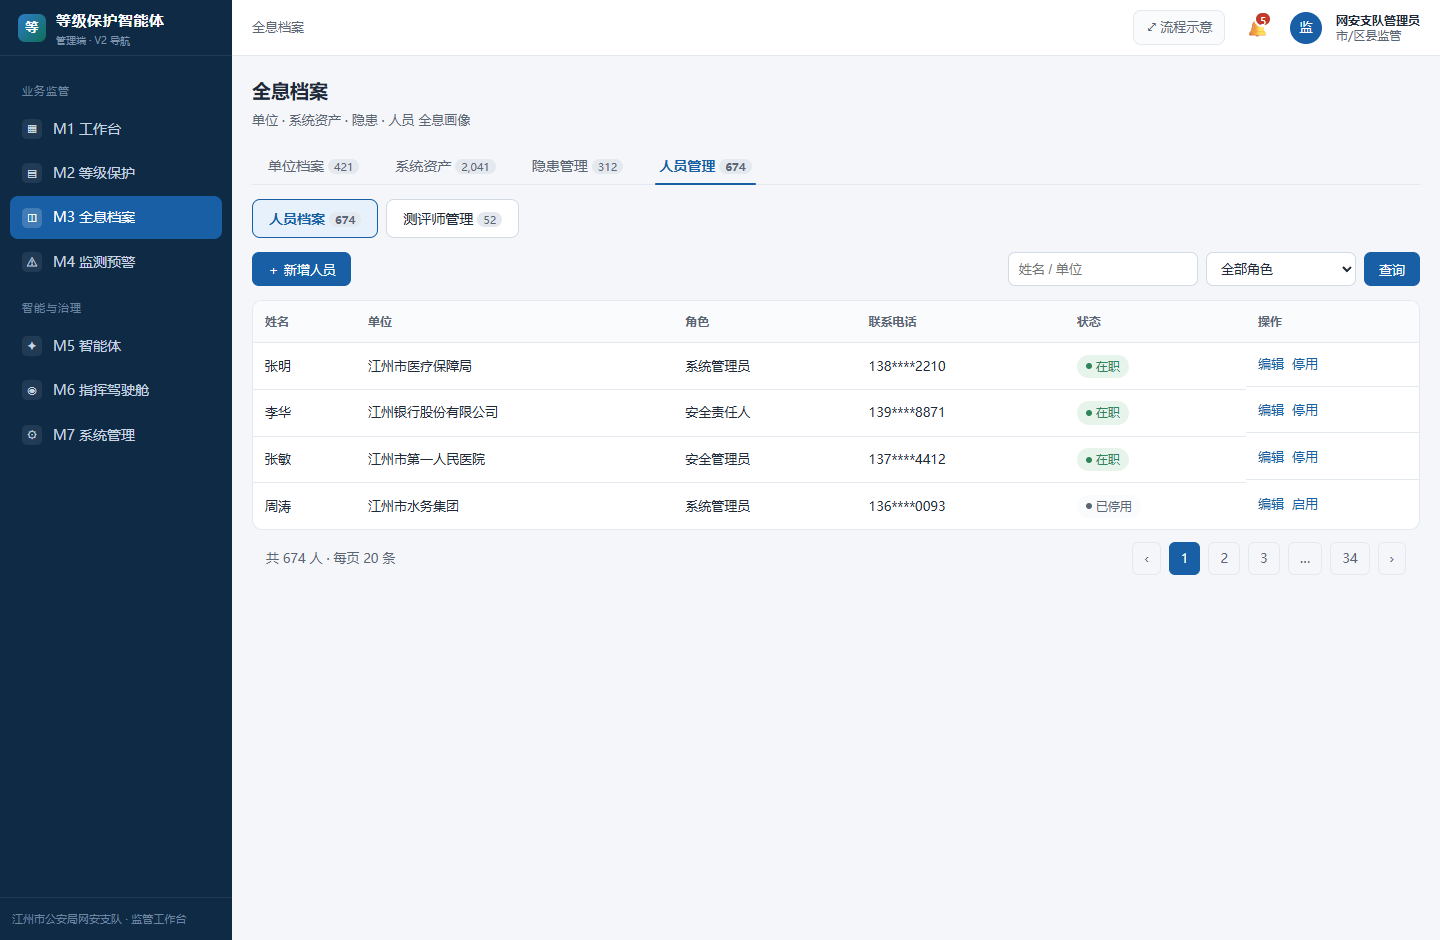 等
等级保护智能体
管理端 · V2 导航
业务监管
M1 工作台
M2 等级保护
M3 全息档案
M4 监测预警
智能与治理
M5 智能体
M6 指挥驾驶舱
M7 系统管理
江州市公安局网安支队 · 监管工作台
全息档案
⤢ 流程示意
5
监
网安支队管理员
市/区县监管
全息档案
单位 · 系统资产 · 隐患 · 人员 全息画像
单位档案 421 系统资产 2,041 隐患管理 312 人员管理 674
人员档案 674 测评师管理 52
+ 新增人员 姓名 / 单位 全部角色 查询
姓名 单位 角色 联系电话 状态 操作
张明 江州市医疗保障局 系统管理员 138****2210 在职 编辑 停用
李华 江州银行股份有限公司 安全责任人 139****8871 在职 编辑 停用
张敏 江州市第一人民医院 安全管理员 137****4412 在职 编辑 停用
周涛 江州市水务集团 系统管理员 136****0093 已停用 编辑 启用
共 674 人 · 每页 20 条 ‹ 1 2 3 … 34 ›